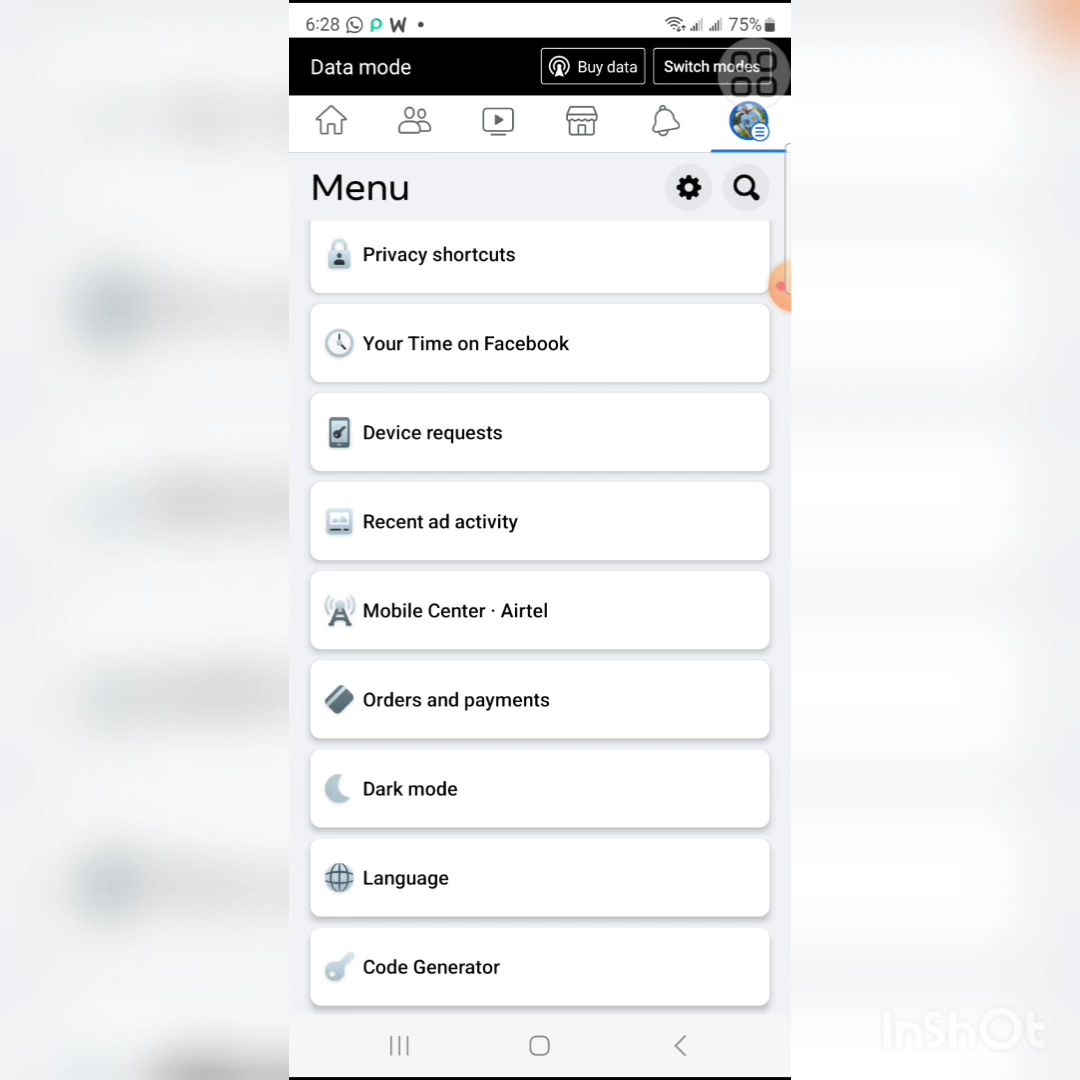 6:28 75%
Data mode Buy data Switch modes
Menu
Privacy shortcuts
Your Time on Facebook
Device requests
Recent ad activity
Mobile Center · Airtel
Orders and payments
Dark mode
Language
Code Generator
InShOt